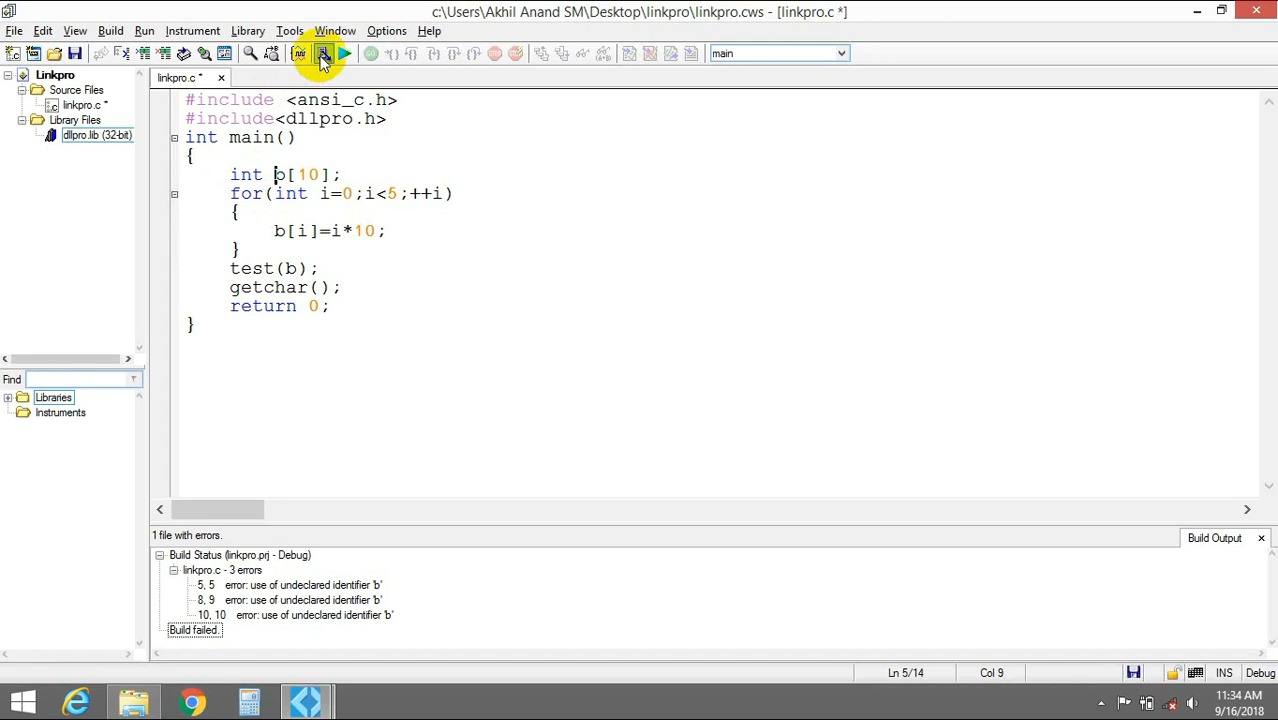 c:\Users\Akhil Anand SM\Desktop\linkpro\linkpro.cws - [linkpro.c *]
File Edit View Build Run Instrument Library Tools Window Options Help
main
Linkpro
Source Files
linkpro.c *
Library Files
dllpro.lib (32-bit)
linkpro.c *
#include <ansi_c.h>
#include<dllpro.h>
int main()
{
int b[10];
for(int i=0;i<5;++i)
{
b[i]=i*10;
}
test(b);
getchar();
return 0;
}
Find
Libraries
Instruments
1 file with errors.
Build Output
Build Status (linkpro.prj - Debug)
linkpro.c - 3 errors
5, 5 error: use of undeclared identifier 'b'
8, 9 error: use of undeclared identifier 'b'
10, 10 error: use of undeclared identifier 'b'
Build failed.
Ln 5/14 Col 9 INS Debug
11:34 AM
9/16/2018